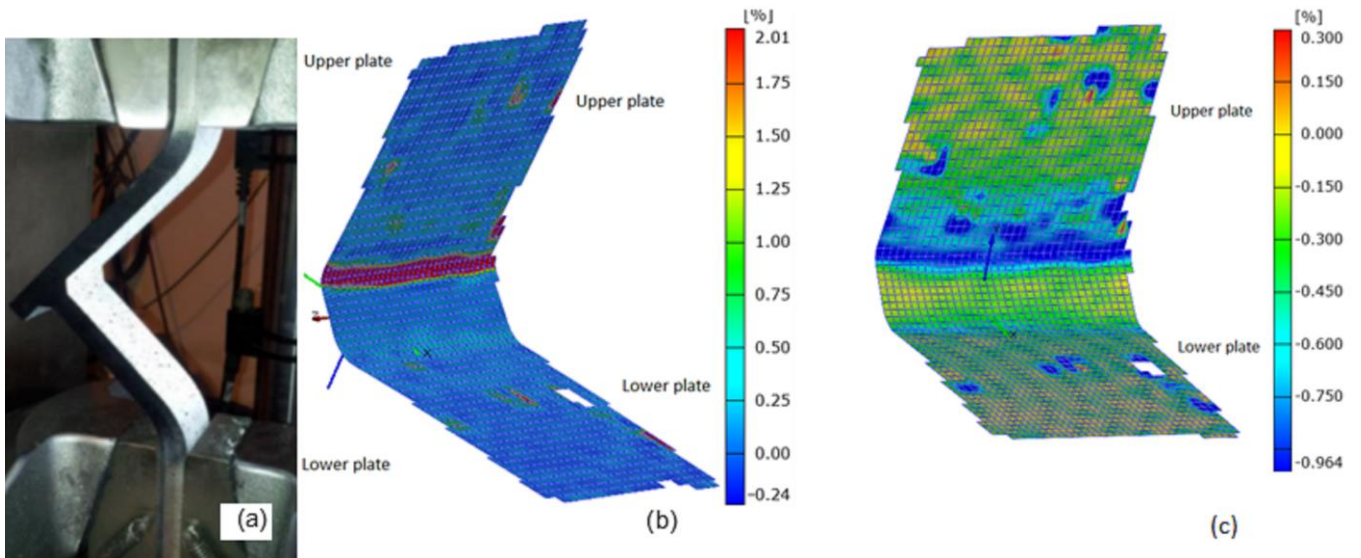 (a)
Upper plate
Upper plate
Lower plate
Lower plate
z
X
[%]
2.01
1.75
1.50
1.25
1.00
0.75
0.50
0.25
0.00
-0.24
(b)
Upper plate
Lower plate
X
[%]
0.300
0.150
0.000
-0.150
-0.300
-0.450
-0.600
-0.750
-0.964
(c)